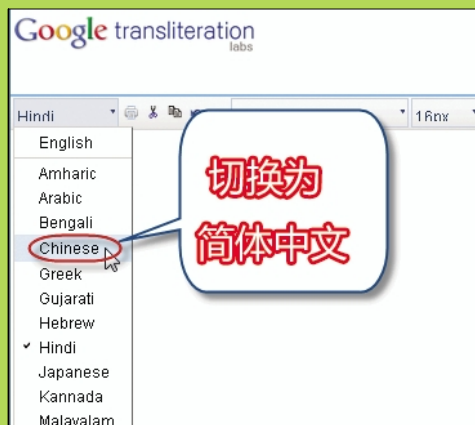 Google transliteration
labs
Hindi
16px
English
Amharic
Arabic
Bengali
Chinese
Greek
Gujarati
Hebrew
Hindi
Japanese
Kannada
Malayalam
切换为
简体中文